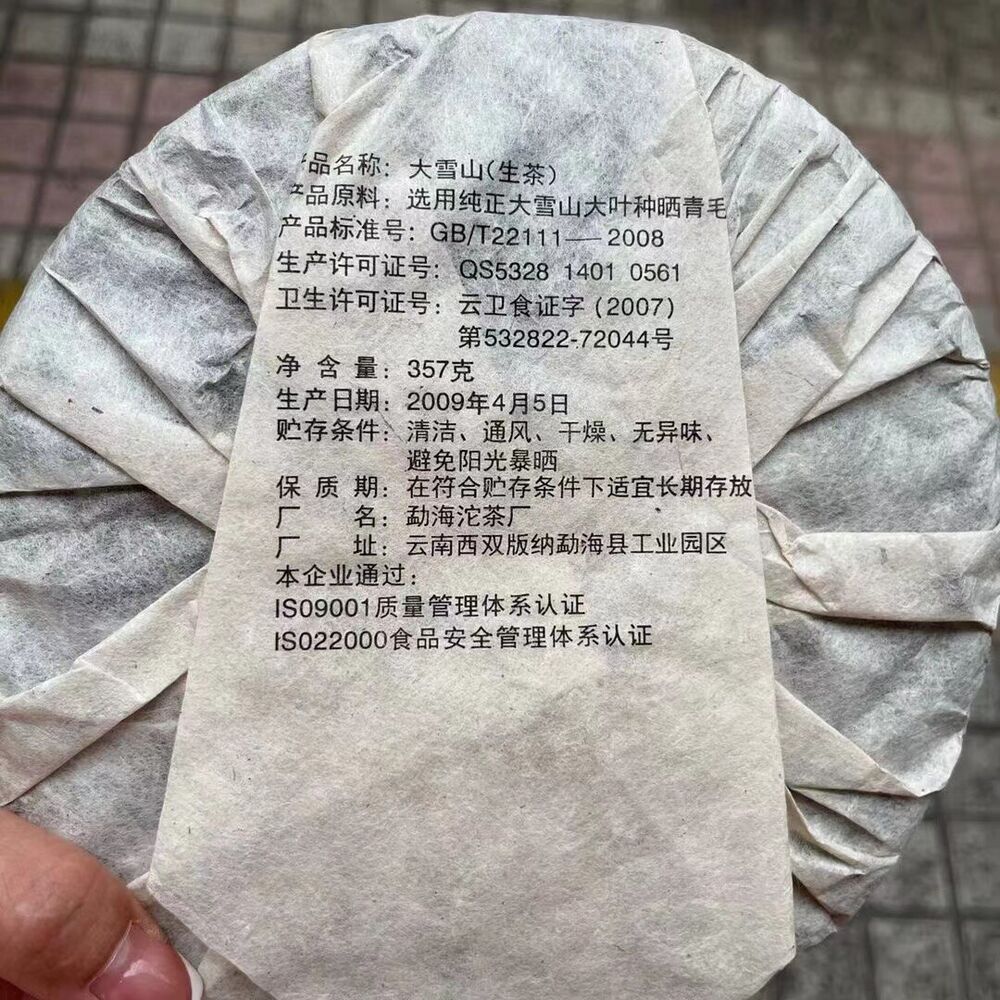 产品名称：大雪山（生茶）
产品原料：选用纯正大雪山大叶种晒青毛
产品标准号：GB/T22111—2008
生产许可证号：QS5328 1401 0561
卫生许可证号：云卫食证字（2007）
第532822-72044号
净含量：357克
生产日期：2009年4月5日
贮存条件：清洁、通风、干燥、无异味、
避免阳光暴晒
保质期：在符合贮存条件下适宜长期存放
厂名：勐海沱茶厂
厂址：云南西双版纳勐海县工业园区
本企业通过：
IS09001质量管理体系认证
IS022000食品安全管理体系认证